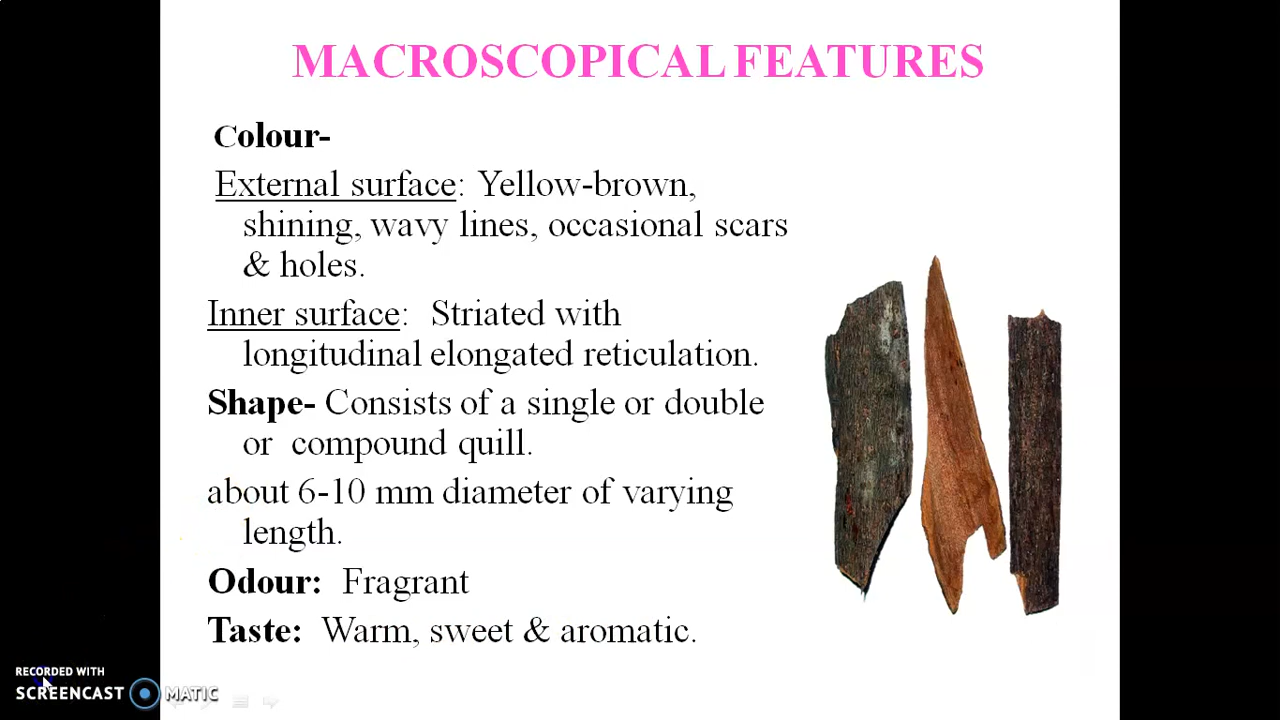 MACROSCOPICAL FEATURES
Colour-
External surface: Yellow-brown,
shining, wavy lines, occasional scars
& holes.
Inner surface: Striated with
longitudinal elongated reticulation.
Shape- Consists of a single or double
or compound quill.
about 6-10 mm diameter of varying
length.
Odour: Fragrant
Taste: Warm, sweet & aromatic.
RECORDED WITH
SCREENCAST MATIC